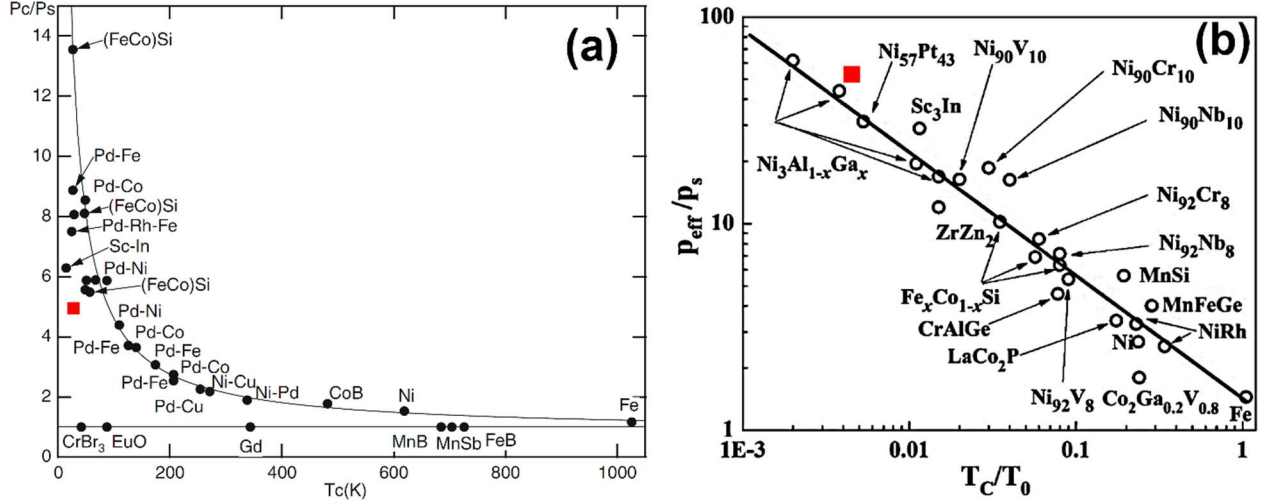 Pc/Ps
(a)
14
(FeCo)Si
12
10
Pd-Fe
Pd-Co
8
(FeCo)Si
Pd-Rh-Fe
Sc-In
6
Pd-Ni
(FeCo)Si
Pd-Ni
4
Pd-Fe
Pd-Co
Pd-Fe
Pd-Co
2
Pd-Fe
Ni-Cu
Ni-Pd
CoB
Ni
Fe
Pd-Cu
CrBr3
EuO
Gd
MnB
MnSb
FeB
0
0
200
400
600
800
1000
Tc(K)
(b)
100
Ni57Pt43
Ni90V10
Ni90Cr10
Sc3In
Ni90Nb10
Ni3Al1-xGax
Ni92Cr8
peff/ps
10
ZrZn2
Ni92Nb8
MnSi
FexCo1-xSi
MnFeGe
CrAlGe
NiRh
LaCo2P
Ni
Ni92V8
Co2Ga0.2V0.8
Fe
1
1E-3
0.01
0.1
1
TC/T0